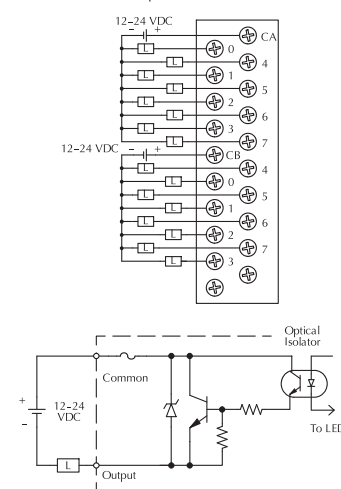 12–24 VDC
– +
CA
L
0
L
4
L
1
L
5
L
2
L
6
L
3
L
7
12–24 VDC
– +
CB
L
4
L
0
L
5
L
1
L
6
L
2
L
7
L
3
Optical
Isolator
Common
+
12–24
VDC
–
To LED
L
Output